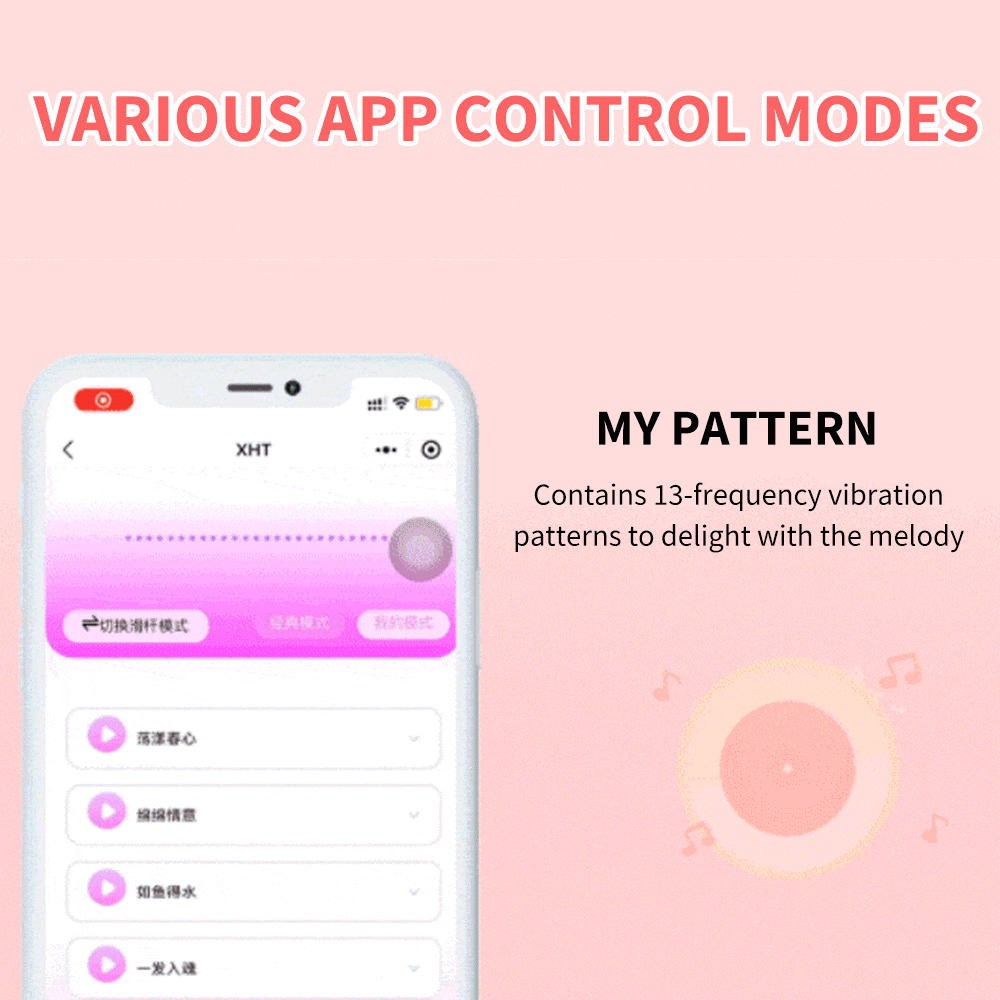 VARIOUS APP CONTROL MODES
XHT
切换滑杆模式
经典模式
我的模式
荡漾春心
绵绵情意
如鱼得水
一发入魂
MY PATTERN
Contains 13-frequency vibration
patterns to delight with the melody